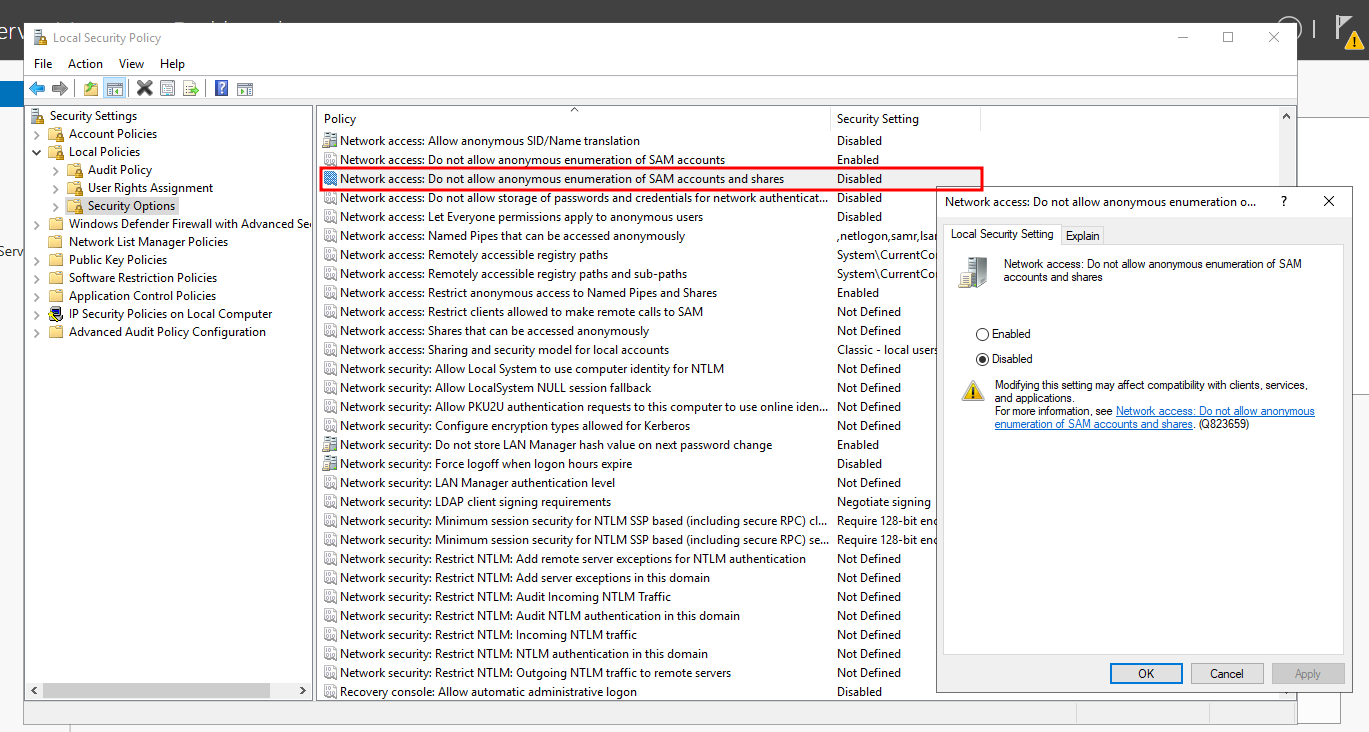 Local Security Policy
File Action View Help
Security Settings
Account Policies
Local Policies
Audit Policy
User Rights Assignment
Security Options
Windows Defender Firewall with Advanced Se
Network List Manager Policies
Public Key Policies
Software Restriction Policies
Application Control Policies
IP Security Policies on Local Computer
Advanced Audit Policy Configuration
Policy Security Setting
Network access: Allow anonymous SID/Name translation Disabled
Network access: Do not allow anonymous enumeration of SAM accounts Enabled
Network access: Do not allow anonymous enumeration of SAM accounts and shares Disabled
Network access: Do not allow storage of passwords and credentials for network authenticat... Disabled
Network access: Let Everyone permissions apply to anonymous users Disabled
Network access: Named Pipes that can be accessed anonymously ,netlogon,samr,lsar
Network access: Remotely accessible registry paths System\CurrentCo
Network access: Remotely accessible registry paths and sub-paths System\CurrentCo
Network access: Restrict anonymous access to Named Pipes and Shares Enabled
Network access: Restrict clients allowed to make remote calls to SAM Not Defined
Network access: Shares that can be accessed anonymously Not Defined
Network access: Sharing and security model for local accounts Classic - local users
Network security: Allow Local System to use computer identity for NTLM Not Defined
Network security: Allow LocalSystem NULL session fallback Not Defined
Network security: Allow PKU2U authentication requests to this computer to use online iden... Not Defined
Network security: Configure encryption types allowed for Kerberos Not Defined
Network security: Do not store LAN Manager hash value on next password change Enabled
Network security: Force logoff when logon hours expire Disabled
Network security: LAN Manager authentication level Not Defined
Network security: LDAP client signing requirements Negotiate signing
Network security: Minimum session security for NTLM SSP based (including secure RPC) cl... Require 128-bit enc
Network security: Minimum session security for NTLM SSP based (including secure RPC) se... Require 128-bit enc
Network security: Restrict NTLM: Add remote server exceptions for NTLM authentication Not Defined
Network security: Restrict NTLM: Add server exceptions in this domain Not Defined
Network security: Restrict NTLM: Audit Incoming NTLM Traffic Not Defined
Network security: Restrict NTLM: Audit NTLM authentication in this domain Not Defined
Network security: Restrict NTLM: Incoming NTLM traffic Not Defined
Network security: Restrict NTLM: NTLM authentication in this domain Not Defined
Network security: Restrict NTLM: Outgoing NTLM traffic to remote servers Not Defined
Recovery console: Allow automatic administrative logon Disabled
Network access: Do not allow anonymous enumeration o... ?
Local Security Setting Explain
Network access: Do not allow anonymous enumeration of SAM
accounts and shares
Enabled
Disabled
Modifying this setting may affect compatibility with clients, services,
and applications.
For more information, see Network access: Do not allow anonymous
enumeration of SAM accounts and shares. (Q823659)
OK Cancel Apply